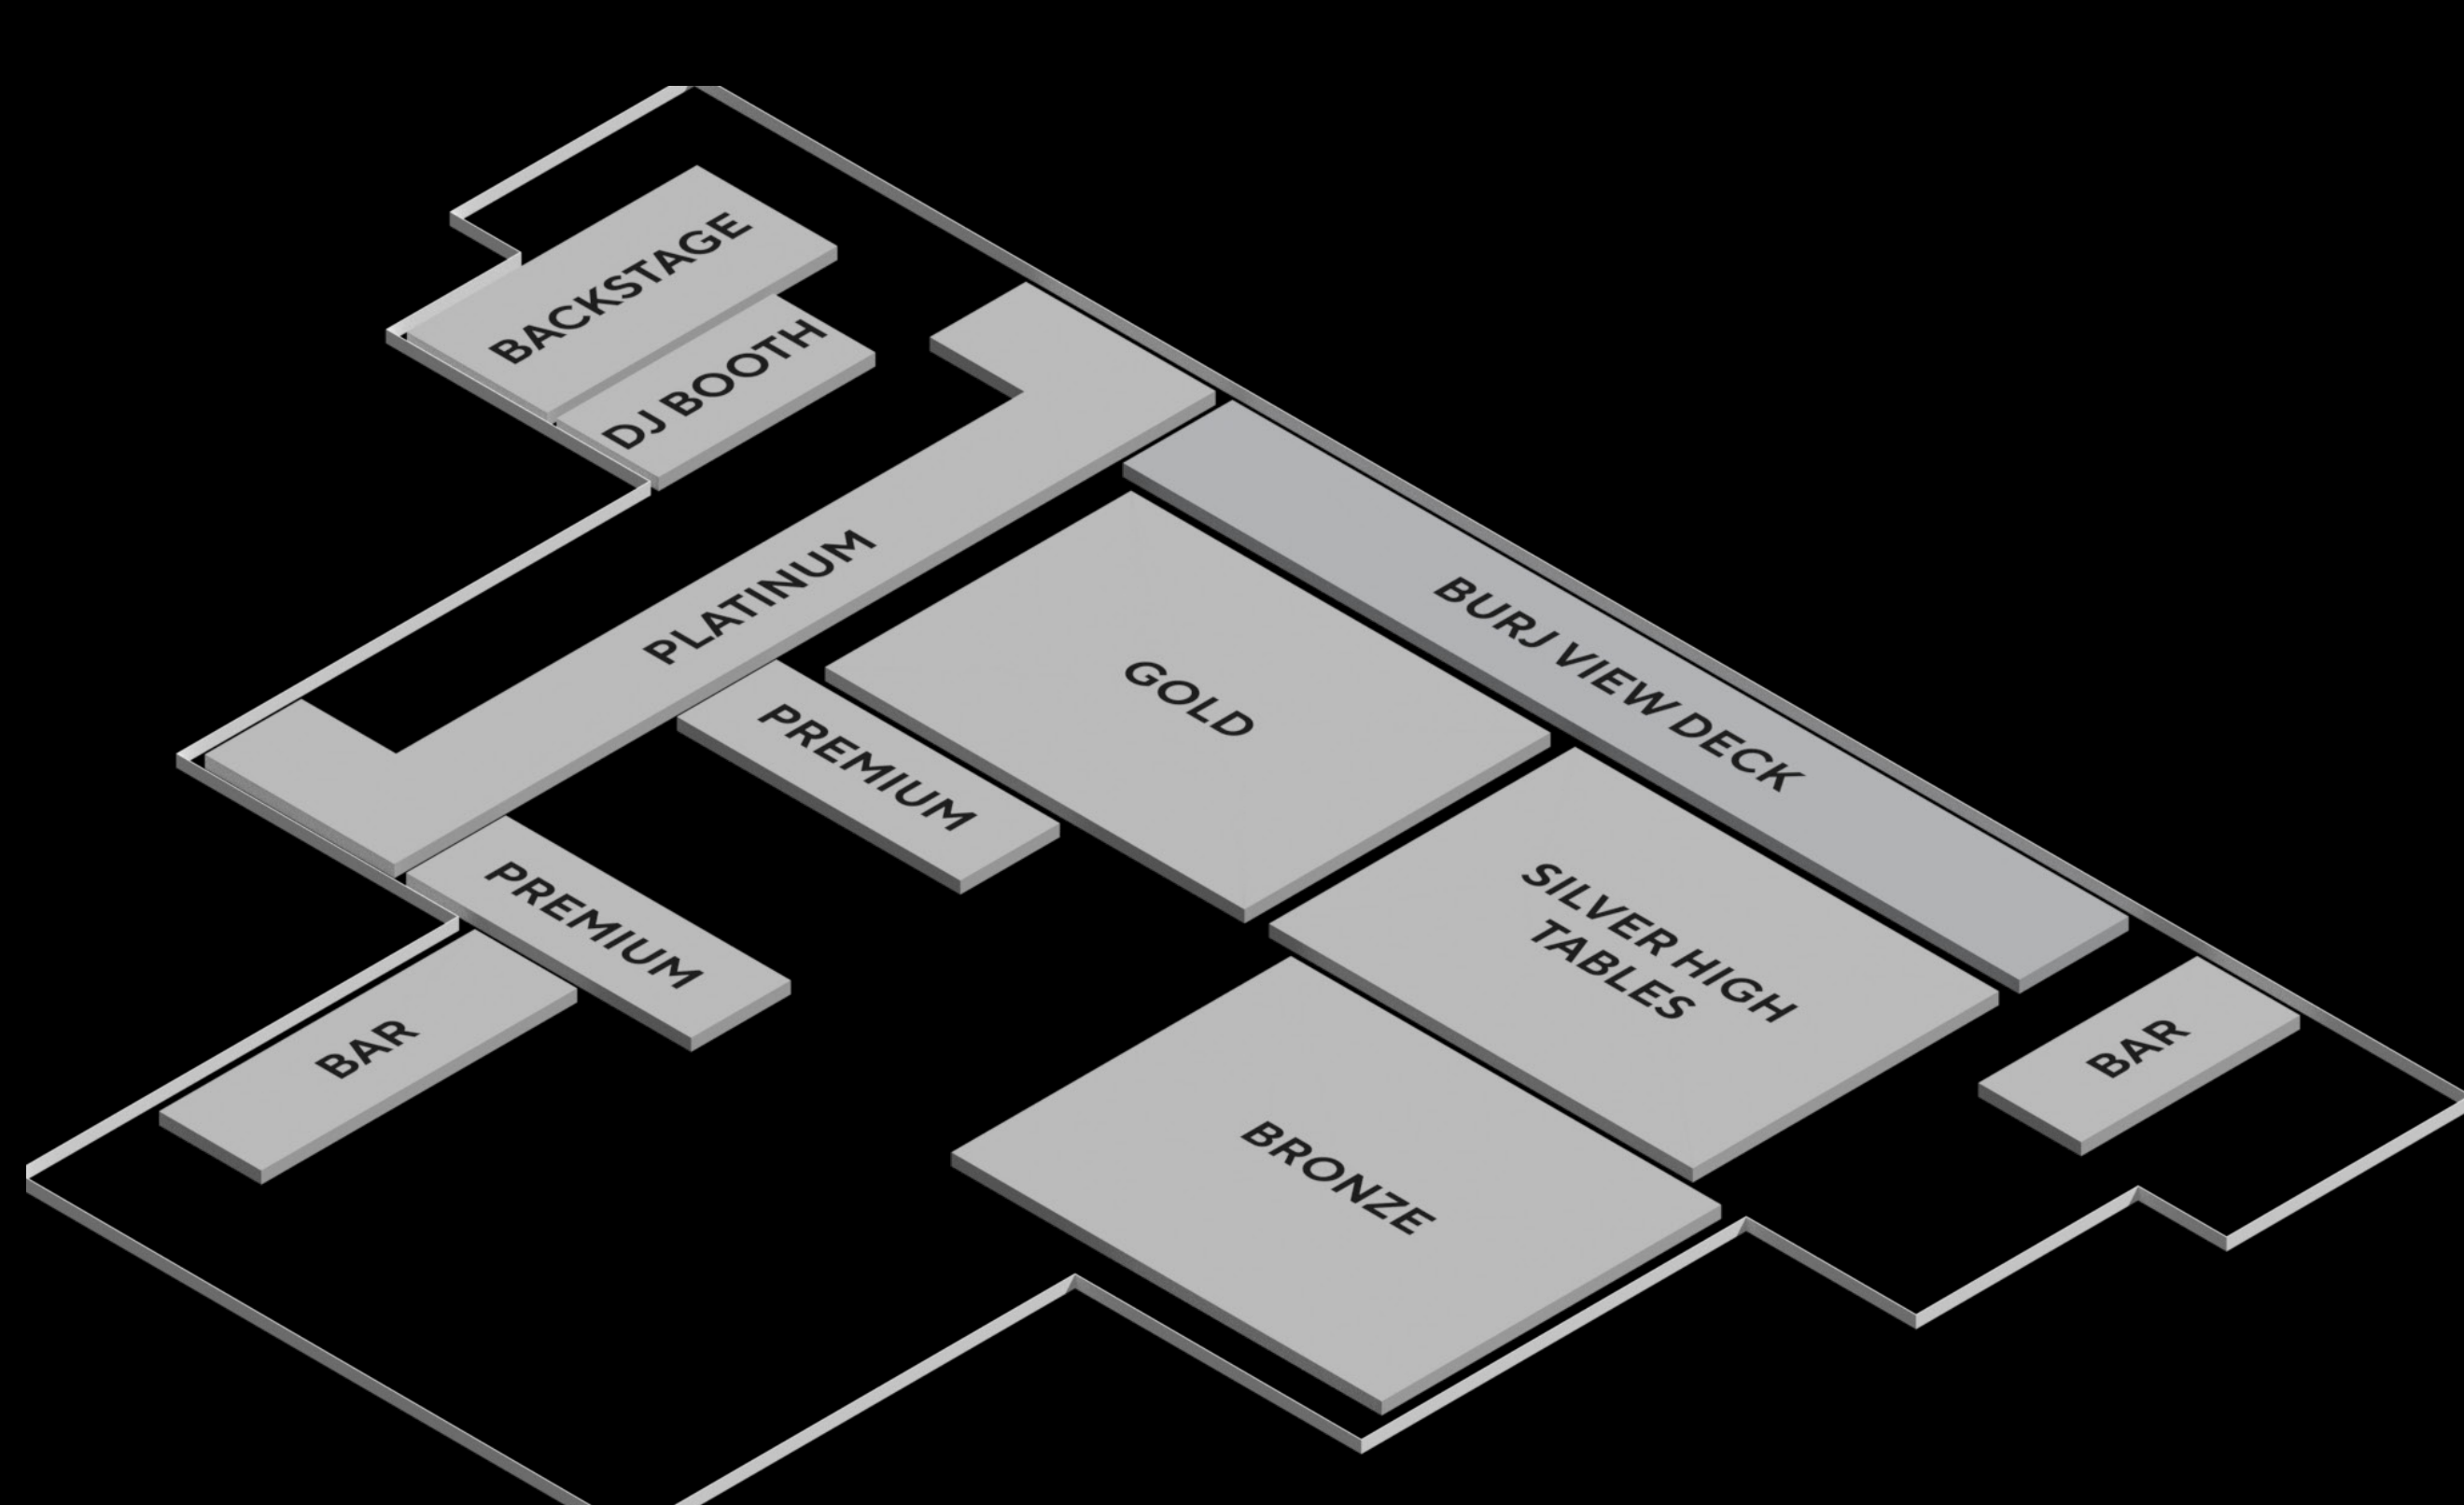 BACKSTAGE
DJ BOOTH
PLATINUM
BURJ VIEW DECK
GOLD
PREMIUM
PREMIUM
SILVER HIGH
TABLES
BAR
BAR
BRONZE